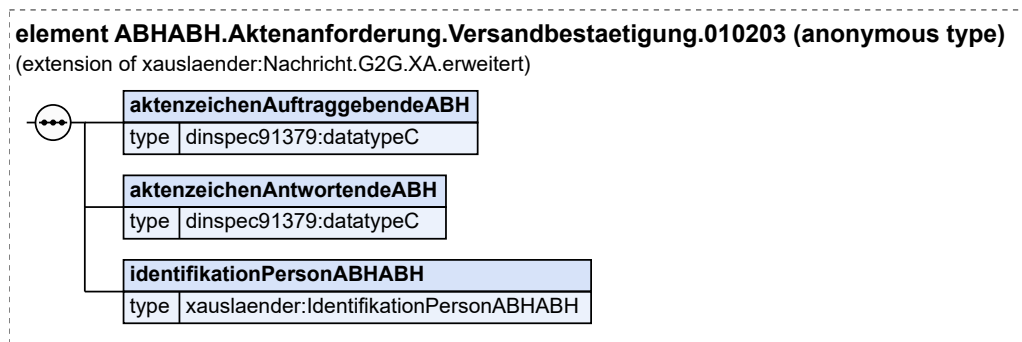 element ABHABH.Aktenanforderung.Versandbestaetigung.010203 (anonymous type)
(extension of xauslaender:Nachricht.G2G.XA.erweitert)
aktenzeichenAuftraggebendeABH
type dinspec91379:datatypeC
aktenzeichenAntwortendeABH
type dinspec91379:datatypeC
identifikationPersonABHABH
type xauslaender:IdentifikationPersonABHABH